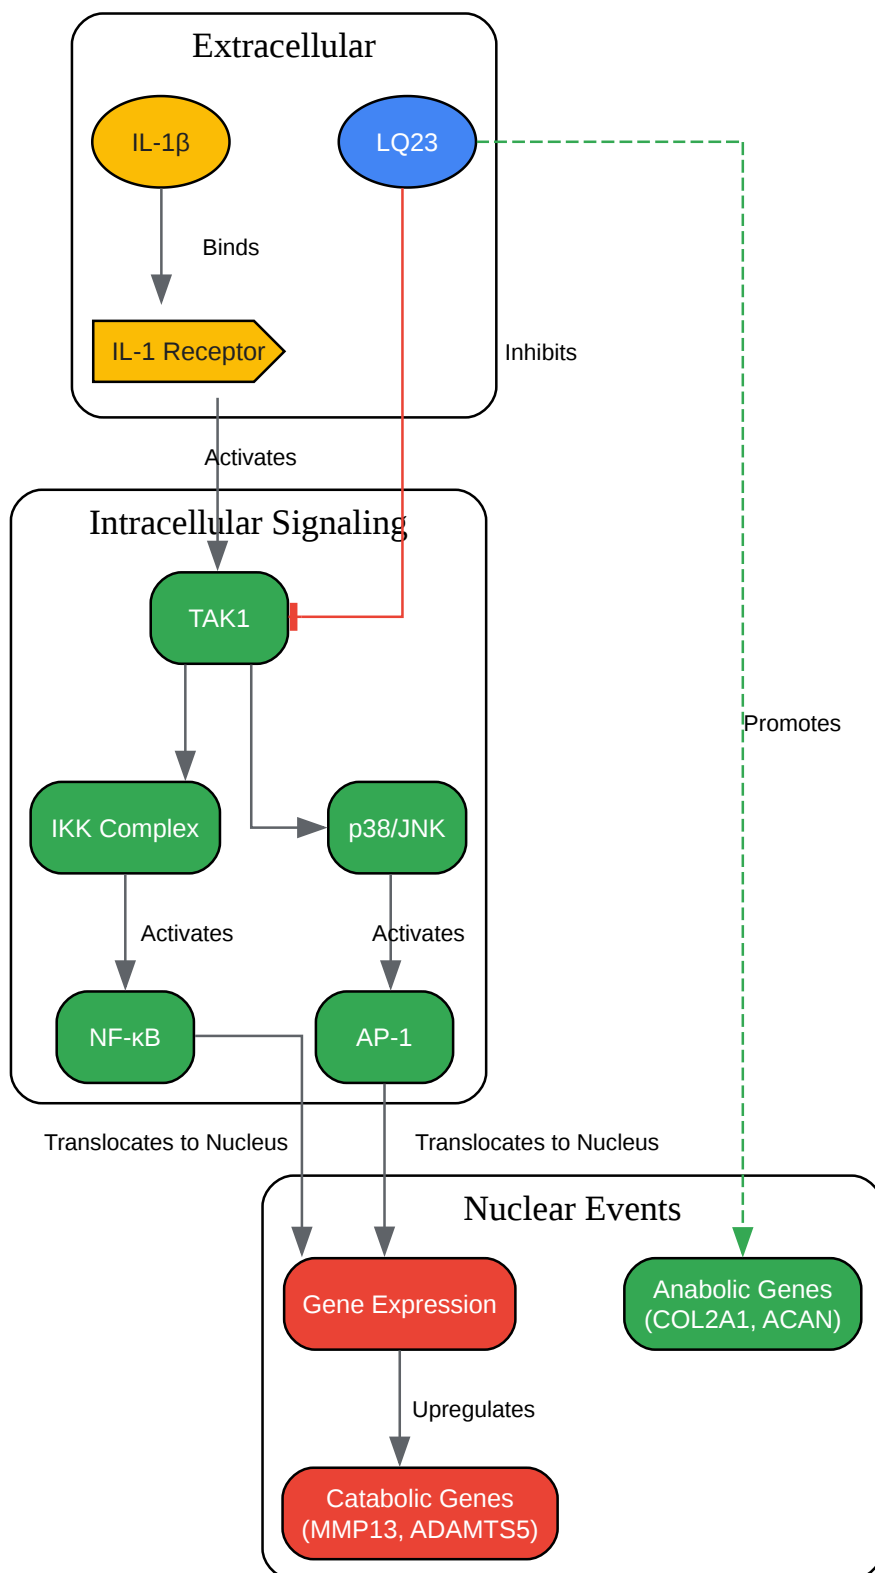 Extracellular
IL-1β
LQ23
Binds
IL-1 Receptor
Inhibits
Activates
Intracellular Signaling
TAK1
Promotes
IKK Complex
p38/JNK
Activates
Activates
NF-κB
AP-1
Translocates to Nucleus
Translocates to Nucleus
Nuclear Events
Gene Expression
Anabolic Genes
(COL2A1, ACAN)
Upregulates
Catabolic Genes
(MMP13, ADAMTS5)